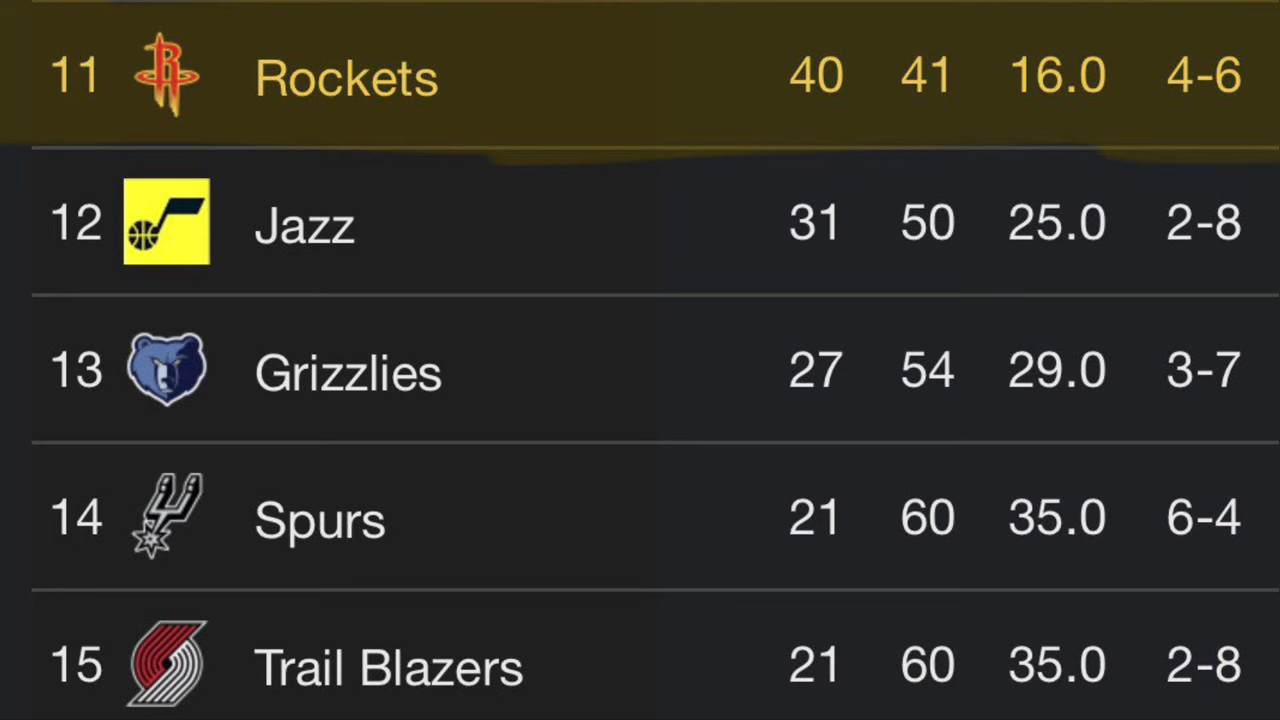 11 R Rockets 40 41 16.0 4-6
12 Jazz 31 50 25.0 2-8
13 Grizzlies 27 54 29.0 3-7
14 Spurs 21 60 35.0 6-4
15 Trail Blazers 21 60 35.0 2-8